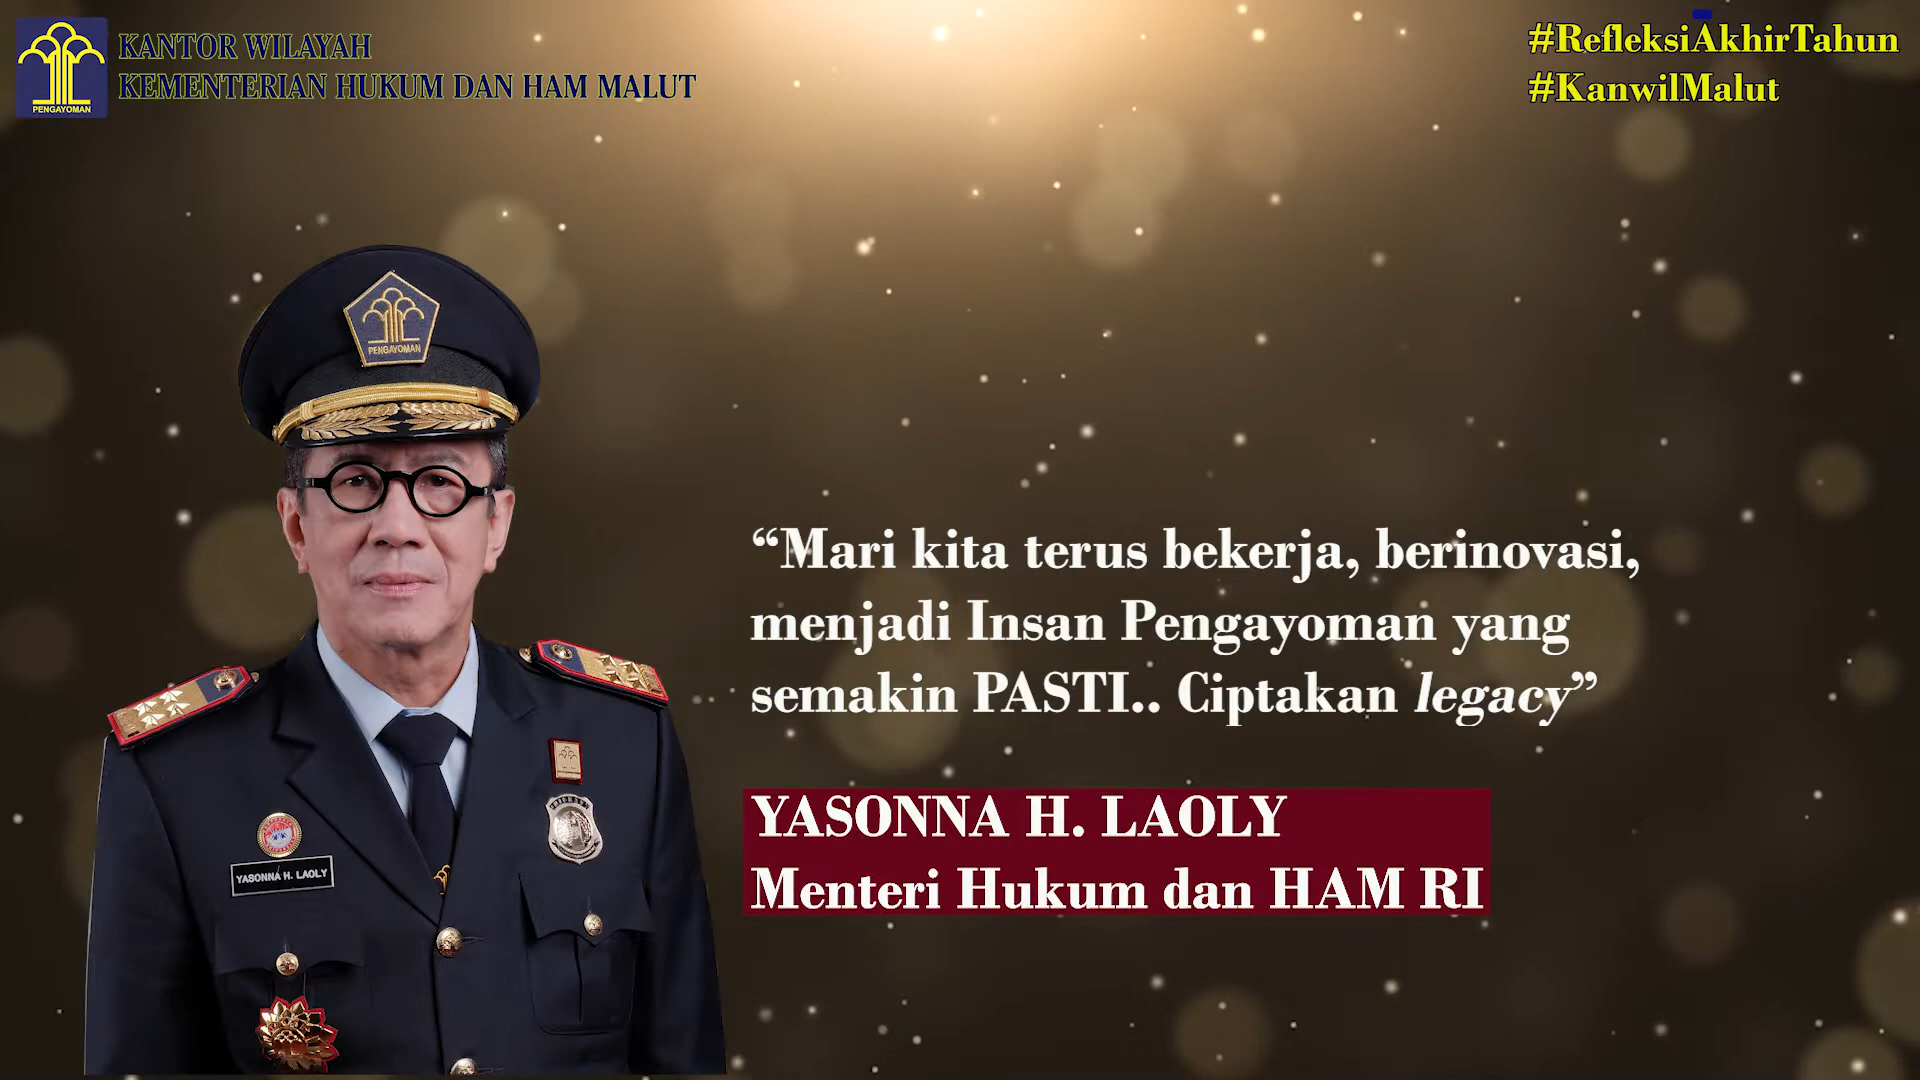 PENGAYOMAN
KANTOR WILAYAH
KEMENTERIAN HUKUM DAN HAM MALUT
#RefleksiAkhirTahun
#KanwilMalut
PENGAYOMAN
“Mari kita terus bekerja, berinovasi,
menjadi Insan Pengayoman yang
semakin PASTI.. Ciptakan legacy”
YASONNA H. LAOLY
Menteri Hukum dan HAM RI
YASONNA H. LAOLY